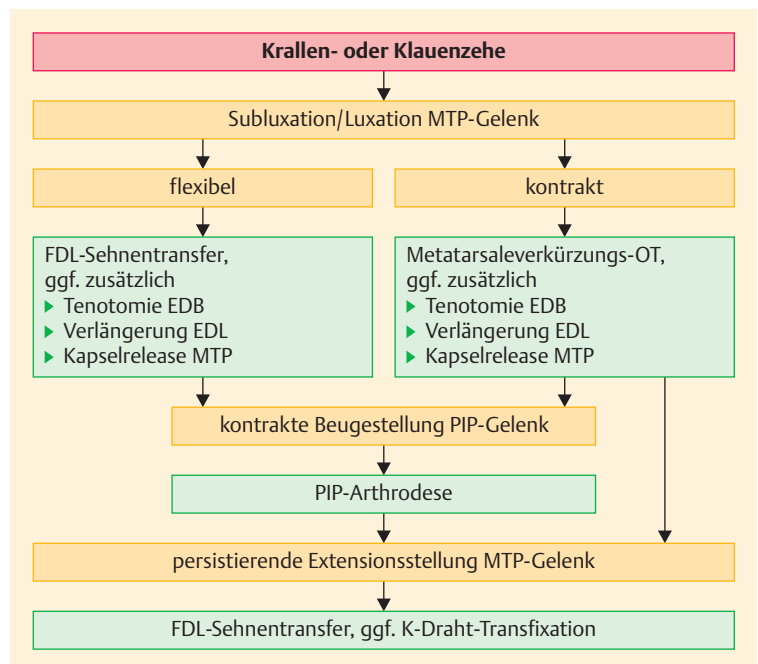 Krallen- oder Klauenzehe
Subluxation/Luxation MTP-Gelenk
flexibel
kontrakt
FDL-Sehnentransfer,
ggf. zusätzlich
▶ Tenotomie EDB
▶ Verlängerung EDL
▶ Kapselrelease MTP
Metatarsaleverkürzungs-OT,
ggf. zusätzlich
▶ Tenotomie EDB
▶ Verlängerung EDL
▶ Kapselrelease MTP
kontrakte Beugestellung PIP-Gelenk
PIP-Arthrodese
persistierende Extensionsstellung MTP-Gelenk
FDL-Sehnentransfer, ggf. K-Draht-Transfixation